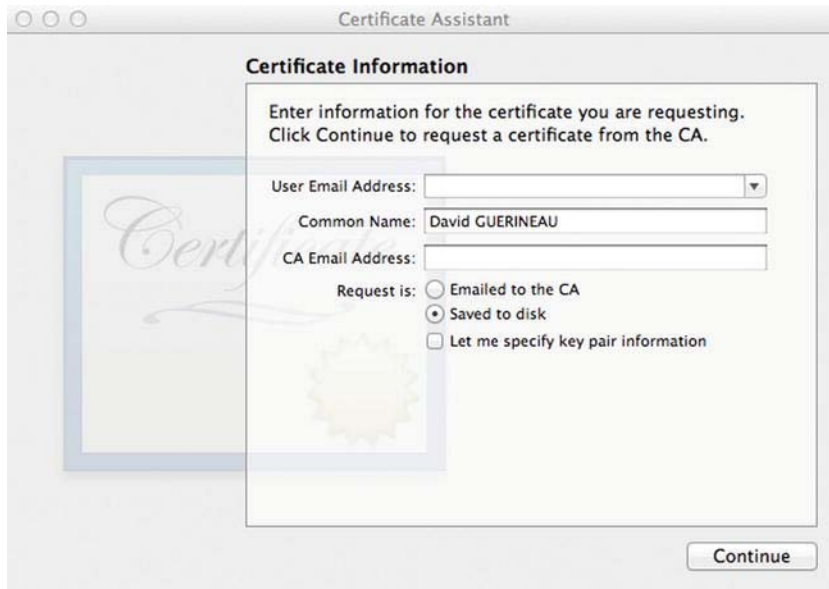 Certificate Assistant
Certificate Information
Enter information for the certificate you are requesting.
Click Continue to request a certificate from the CA.
Certificate
User Email Address:
Common Name: David GUERINEAU
CA Email Address:
Request is: Emailed to the CA
Saved to disk
Let me specify key pair information
Continue